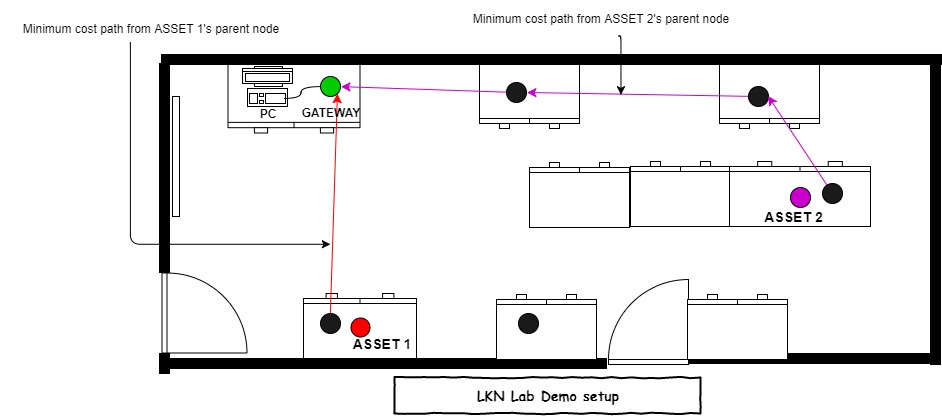 Minimum cost path from ASSET 2's parent node
Minimum cost path from ASSET 1's parent node
PC
GATEWAY
ASSET 2
ASSET 1
LKN Lab Demo setup